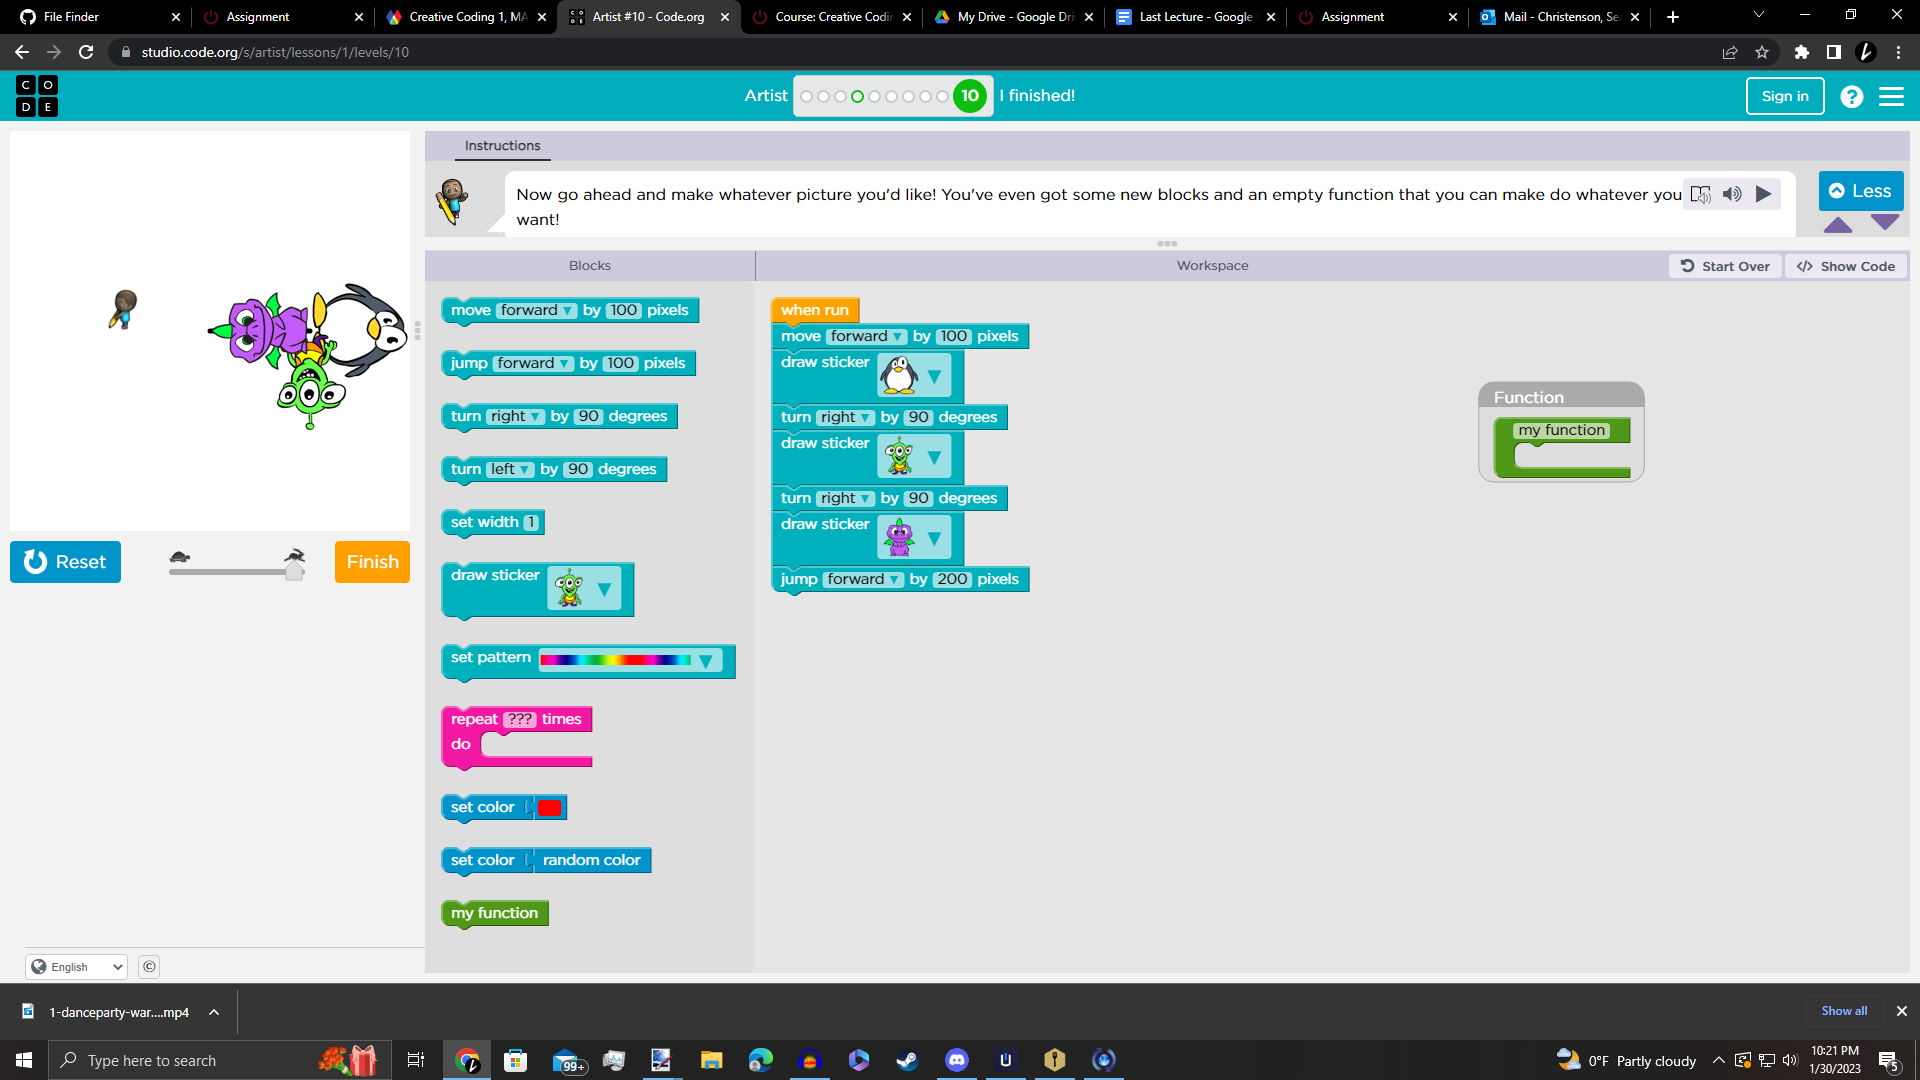 File Finder
Assignment
Creative Coding 1, MA
Artist #10 - Code.org
Course: Creative Codin
My Drive - Google Dri
Last Lecture - Google
Assignment
Mail - Christenson, Se
studio.code.org/s/artist/lessons/1/levels/10
C O
D E
Artist
10
I finished!
Sign in
?
Instructions
Now go ahead and make whatever picture you'd like! You've even got some new blocks and an empty function that you can make do whatever you
want!
Less
Blocks
Workspace
Start Over
</> Show Code
move forward by 100 pixels
jump forward by 100 pixels
turn right by 90 degrees
turn left by 90 degrees
set width 1
draw sticker
set pattern
repeat ??? times
do
set color
set color random color
my function
when run
move forward by 100 pixels
draw sticker
turn right by 90 degrees
draw sticker
turn right by 90 degrees
draw sticker
jump forward by 200 pixels
Function
my function
Reset
Finish
English
©
1-danceparty-war....mp4
Show all
Type here to search
99+
U
0°F Partly cloudy
10:21 PM
1/30/2023
5